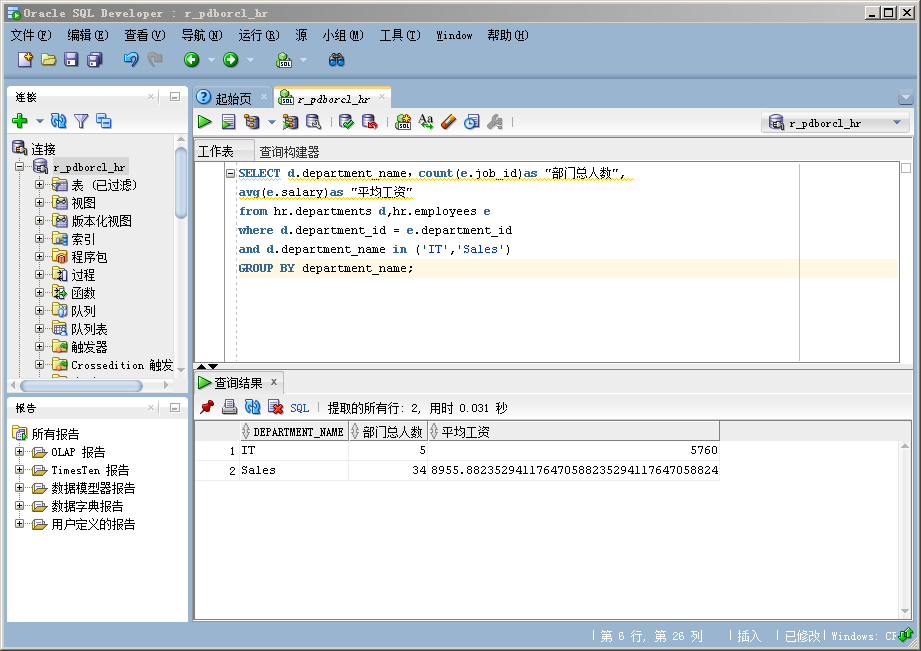 Oracle SQL Developer : r_pdborcl_hr
文件(F) 编辑(E) 查看(V) 导航(N) 运行(R) 源 小组(M) 工具(T) Window 帮助(H)
连接
连接
r_pdborcl_hr
表 (已过滤)
视图
版本化视图
索引
程序包
过程
函数
队列
队列表
触发器
Crossedition 触发
报告
所有报告
OLAP 报告
TimesTen 报告
数据模型器报告
数据字典报告
用户定义的报告
起始页 r_pdborcl_hr
r_pdborcl_hr
工作表 查询构建器
SELECT d.department_name，count(e.job_id)as "部门总人数"，
avg(e.salary)as "平均工资"
from hr.departments d,hr.employees e
where d.department_id = e.department_id
and d.department_name in ('IT','Sales')
GROUP BY department_name;
查询结果
SQL | 提取的所有行: 2, 用时 0.031 秒
DEPARTMENT_NAME 部门总人数 平均工资
1 IT 5 5760
2 Sales 34 8955.88235294117647058823529411764705882​4
第 6 行, 第 26 列 | 插入 | 已修改 | Windows: CR